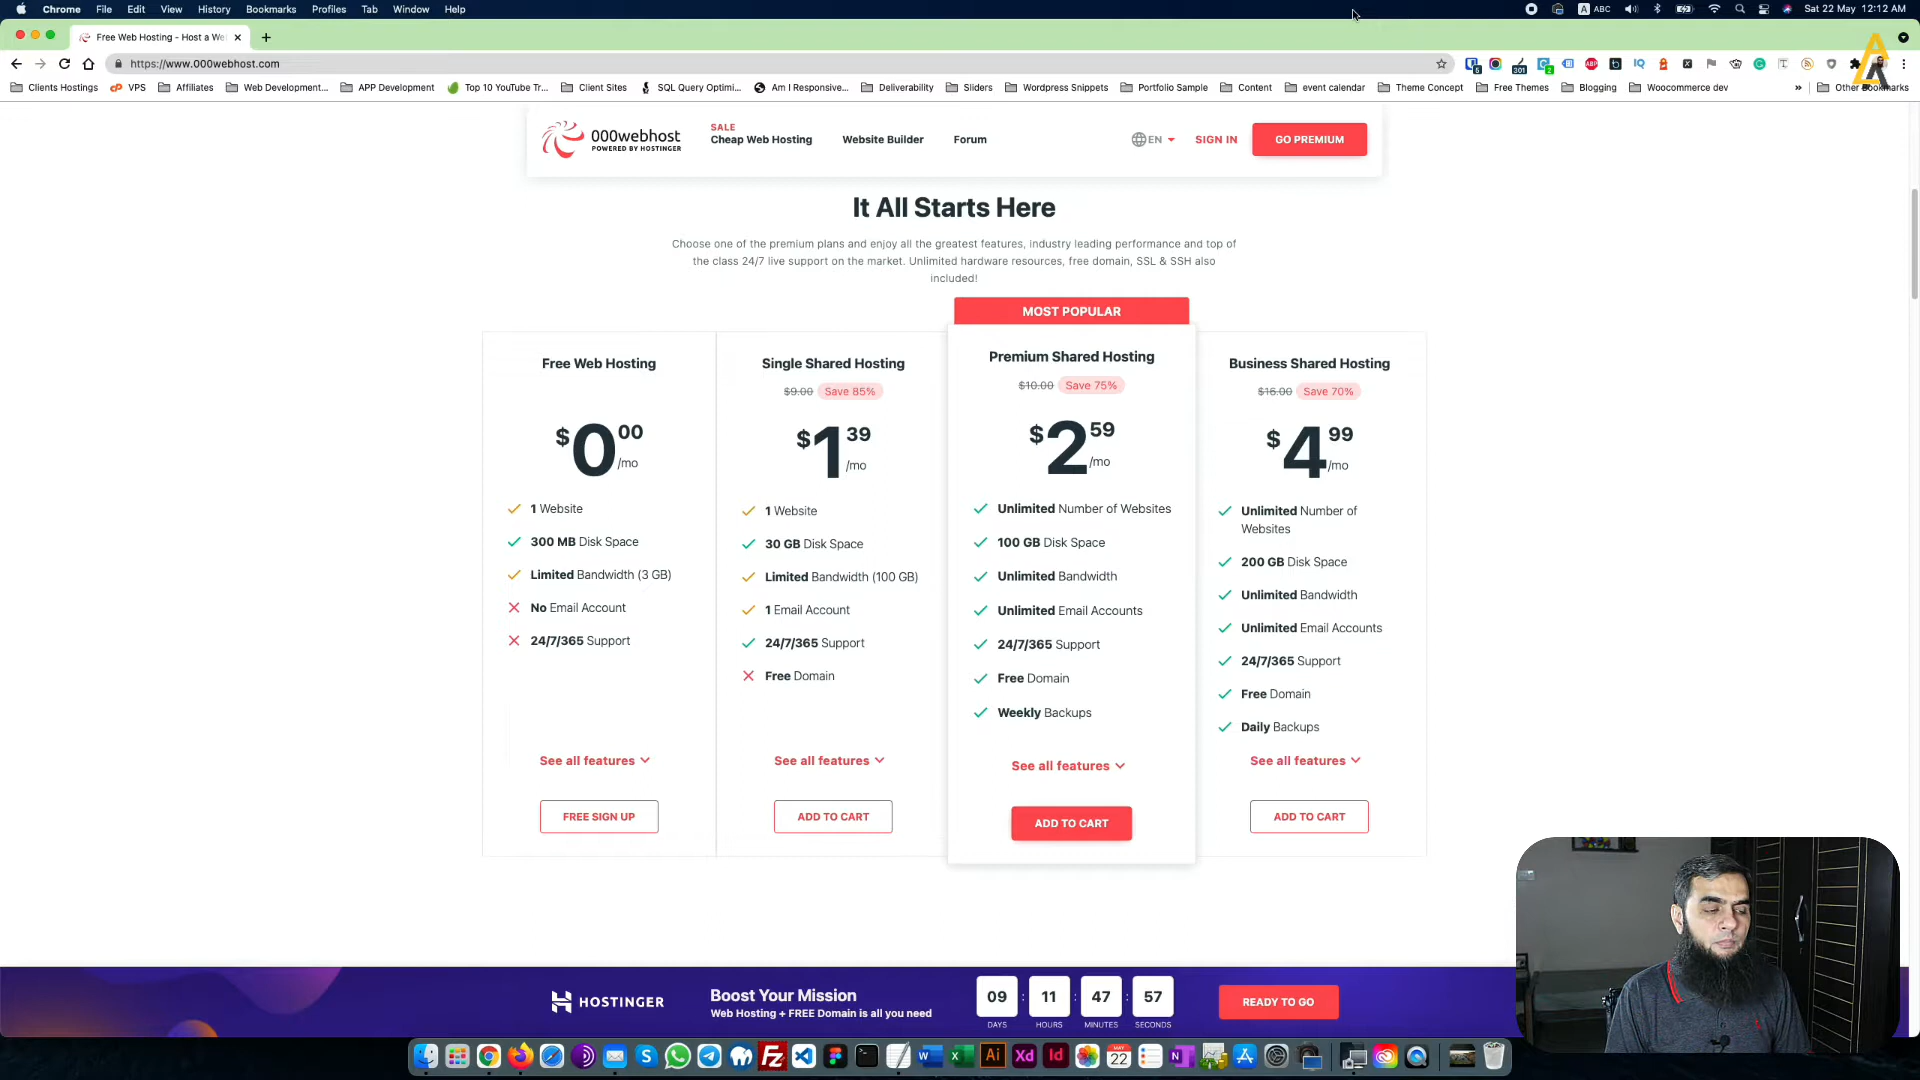 Chrome File Edit View History Bookmarks Profiles Tab Window Help
A ABC Sat 22 May 12:12 AM
Free Web Hosting - Host a We
https://www.000webhost.com
Clients Hostings VPS Affiliates Web Development... APP Development Top 10 YouTube Tr... Client Sites SQL Query Optimi... Am I Responsive... Deliverability Sliders Wordpress Snippets Portfolio Sample Content event calendar Theme Concept Free Themes Blogging Woocommerce dev » Other Bookmarks
000webhost
POWERED BY HOSTINGER
SALE
Cheap Web Hosting Website Builder Forum
EN SIGN IN GO PREMIUM
It All Starts Here
Choose one of the premium plans and enjoy all the greatest features, industry leading performance and top of
the class 24/7 live support on the market. Unlimited hardware resources, free domain, SSL & SSH also
included!
Free Web Hosting
$0 00
/mo
1 Website
300 MB Disk Space
Limited Bandwidth (3 GB)
No Email Account
24/7/365 Support
See all features
FREE SIGN UP
Single Shared Hosting
$9.00 Save 85%
$1 39
/mo
1 Website
30 GB Disk Space
Limited Bandwidth (100 GB)
1 Email Account
24/7/365 Support
Free Domain
See all features
ADD TO CART
MOST POPULAR
Premium Shared Hosting
$10.00 Save 75%
$2 59
/mo
Unlimited Number of Websites
100 GB Disk Space
Unlimited Bandwidth
Unlimited Email Accounts
24/7/365 Support
Free Domain
Weekly Backups
See all features
ADD TO CART
Business Shared Hosting
$16.00 Save 70%
$4 99
/mo
Unlimited Number of
Websites
200 GB Disk Space
Unlimited Bandwidth
Unlimited Email Accounts
24/7/365 Support
Free Domain
Daily Backups
See all features
ADD TO CART
HOSTINGER
Boost Your Mission
Web Hosting + FREE Domain is all you need
09 : 11 : 47 : 57
DAYS HOURS MINUTES SECONDS
READY TO GO